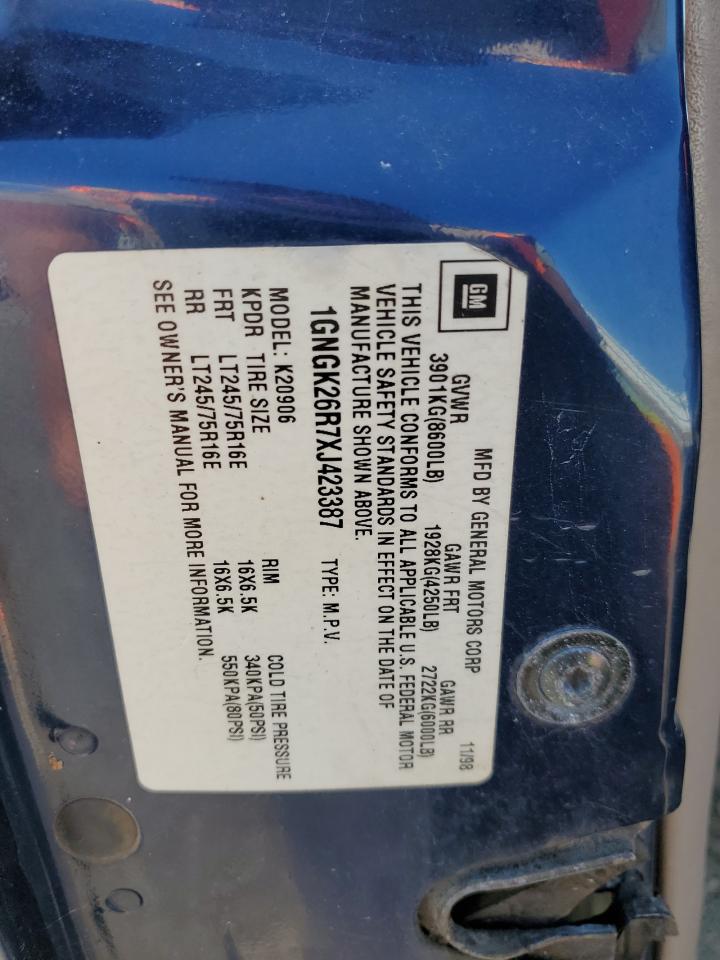 GM
MFD BY GENERAL MOTORS CORP 11/98
GVWR GAWR FRT GAWR RR
3901KG(8600LB) 1928KG(4250LB) 2722KG(6000LB)
THIS VEHICLE CONFORMS TO ALL APPLICABLE U.S. FEDERAL MOTOR
VEHICLE SAFETY STANDARDS IN EFFECT ON THE DATE OF
MANUFACTURE SHOWN ABOVE.
1GNGK26R7XJ423387 TYPE: M.P.V.
MODEL: K20906
KPDR TIRE SIZE RIM COLD TIRE PRESSURE
FRT LT245/75R16E 16X6.5K 340KPA(50PSI)
RR LT245/75R16E 16X6.5K 550KPA(80PSI)
SEE OWNER'S MANUAL FOR MORE INFORMATION.